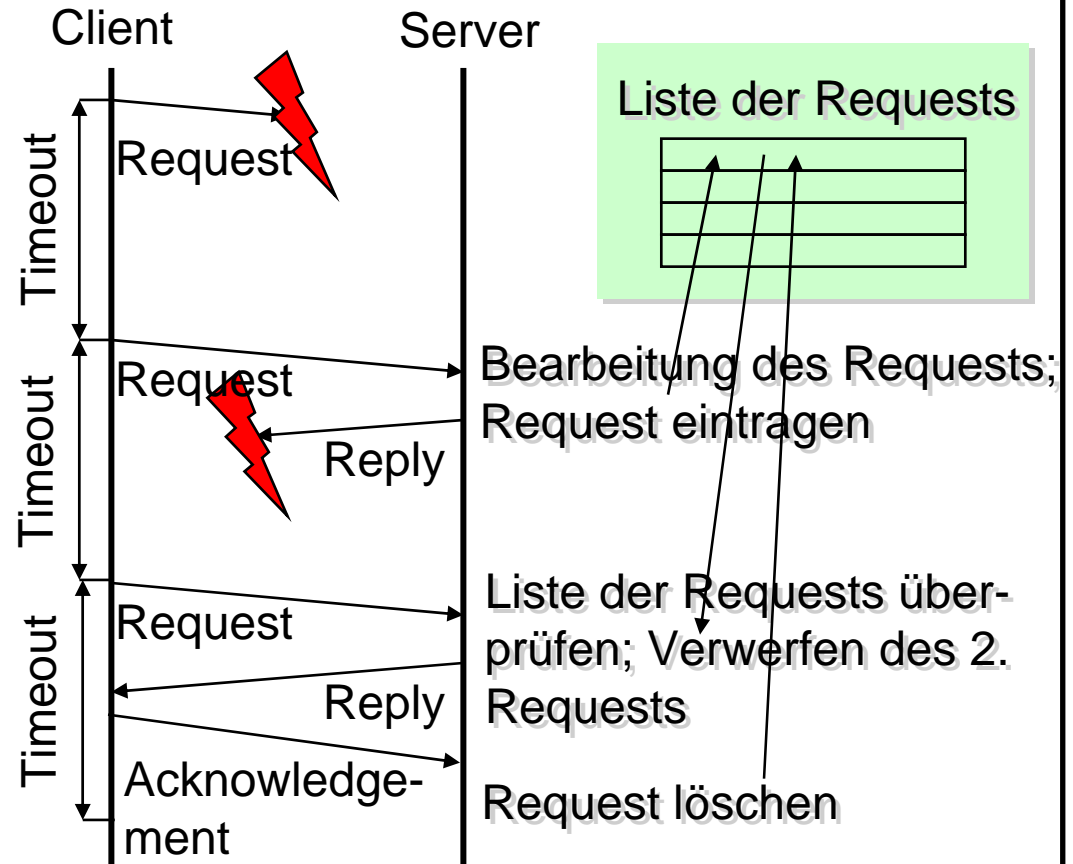 Client
Server
Liste der Requests
Timeout
Request
Timeout
Request
Bearbeitung des Requests;
Request eintragen
Reply
Timeout
Request
Liste der Requests über-
prüfen; Verwerfen des 2.
Requests
Reply
Acknowledge-
ment
Request löschen